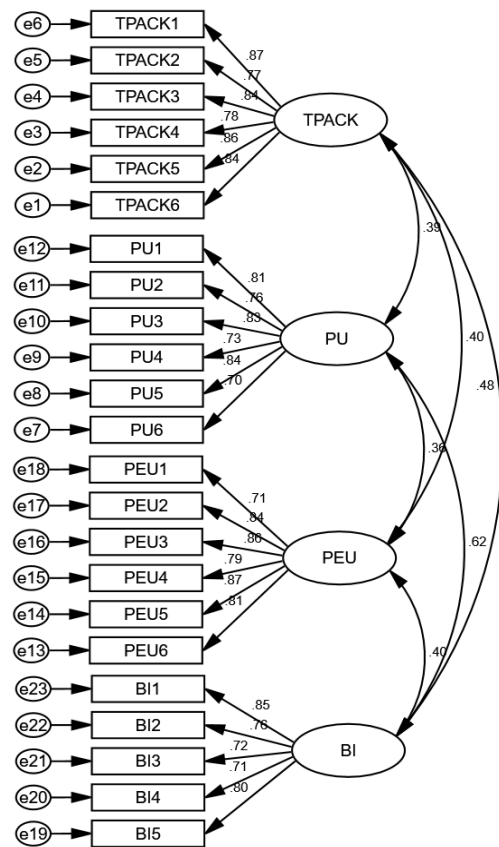 e6 TPACK1
.87
e5 TPACK2
.77
e4 TPACK3
.84
TPACK
e3 TPACK4
.78
e2 TPACK5
.86
e1 TPACK6
.84
.39
e12 PU1
.81
e11 PU2
.76
e10 PU3
.83
PU
.40
e9 PU4
.73
e8 PU5
.84
.48
e7 PU6
.70
.36
e18 PEU1
.71
e17 PEU2
.84
e16 PEU3
.86
PEU
.62
e15 PEU4
.79
e14 PEU5
.87
e13 PEU6
.81
.40
e23 BI1
.85
e22 BI2
.76
e21 BI3
.72
BI
e20 BI4
.71
e19 BI5
.80